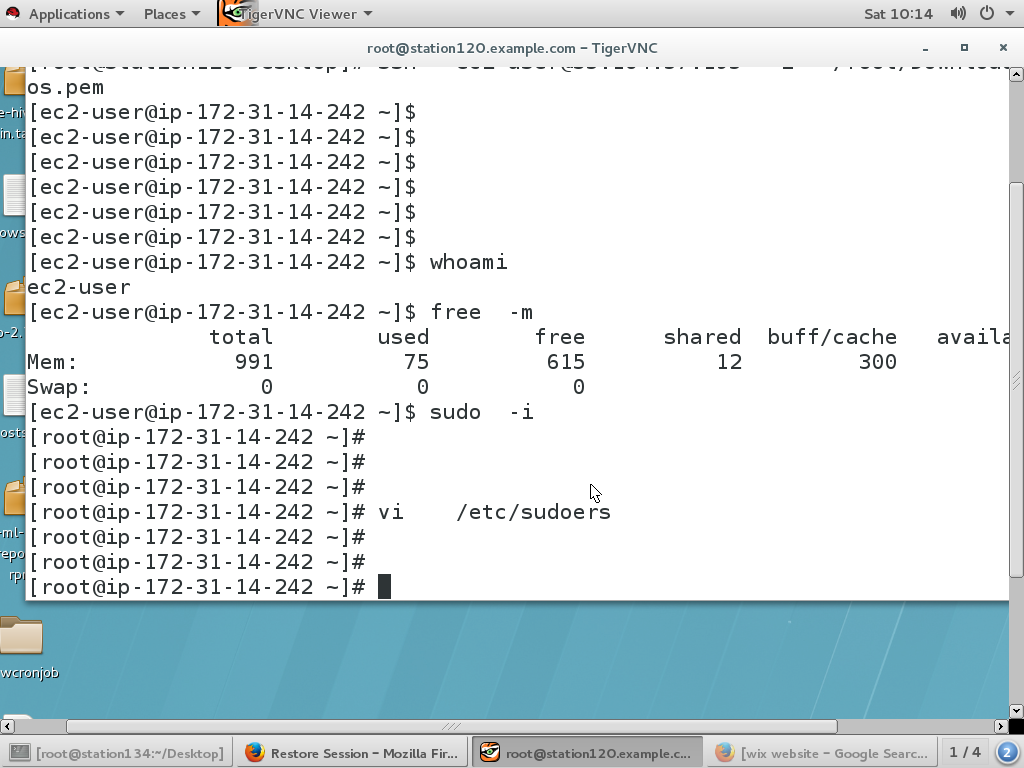 Applications Places TigerVNC Viewer Sat 10:14
root@station120.example.com – TigerVNC
os.pem
[ec2-user@ip-172-31-14-242 ~]$
[ec2-user@ip-172-31-14-242 ~]$
[ec2-user@ip-172-31-14-242 ~]$
[ec2-user@ip-172-31-14-242 ~]$
[ec2-user@ip-172-31-14-242 ~]$
[ec2-user@ip-172-31-14-242 ~]$
[ec2-user@ip-172-31-14-242 ~]$ whoami
ec2-user
[ec2-user@ip-172-31-14-242 ~]$ free  -m
total used free shared buff/cache availa
Mem: 991 75 615 12 300
Swap: 0 0 0
[ec2-user@ip-172-31-14-242 ~]$ sudo  -i
[root@ip-172-31-14-242 ~]#
[root@ip-172-31-14-242 ~]#
[root@ip-172-31-14-242 ~]#
[root@ip-172-31-14-242 ~]# vi    /etc/sudoers
[root@ip-172-31-14-242 ~]#
[root@ip-172-31-14-242 ~]#
[root@ip-172-31-14-242 ~]#
wcronjob
[root@station134:~/Desktop] Restore Session – Mozilla Fir... root@station120.example.c... [wix website – Google Searc... 1 / 4 2